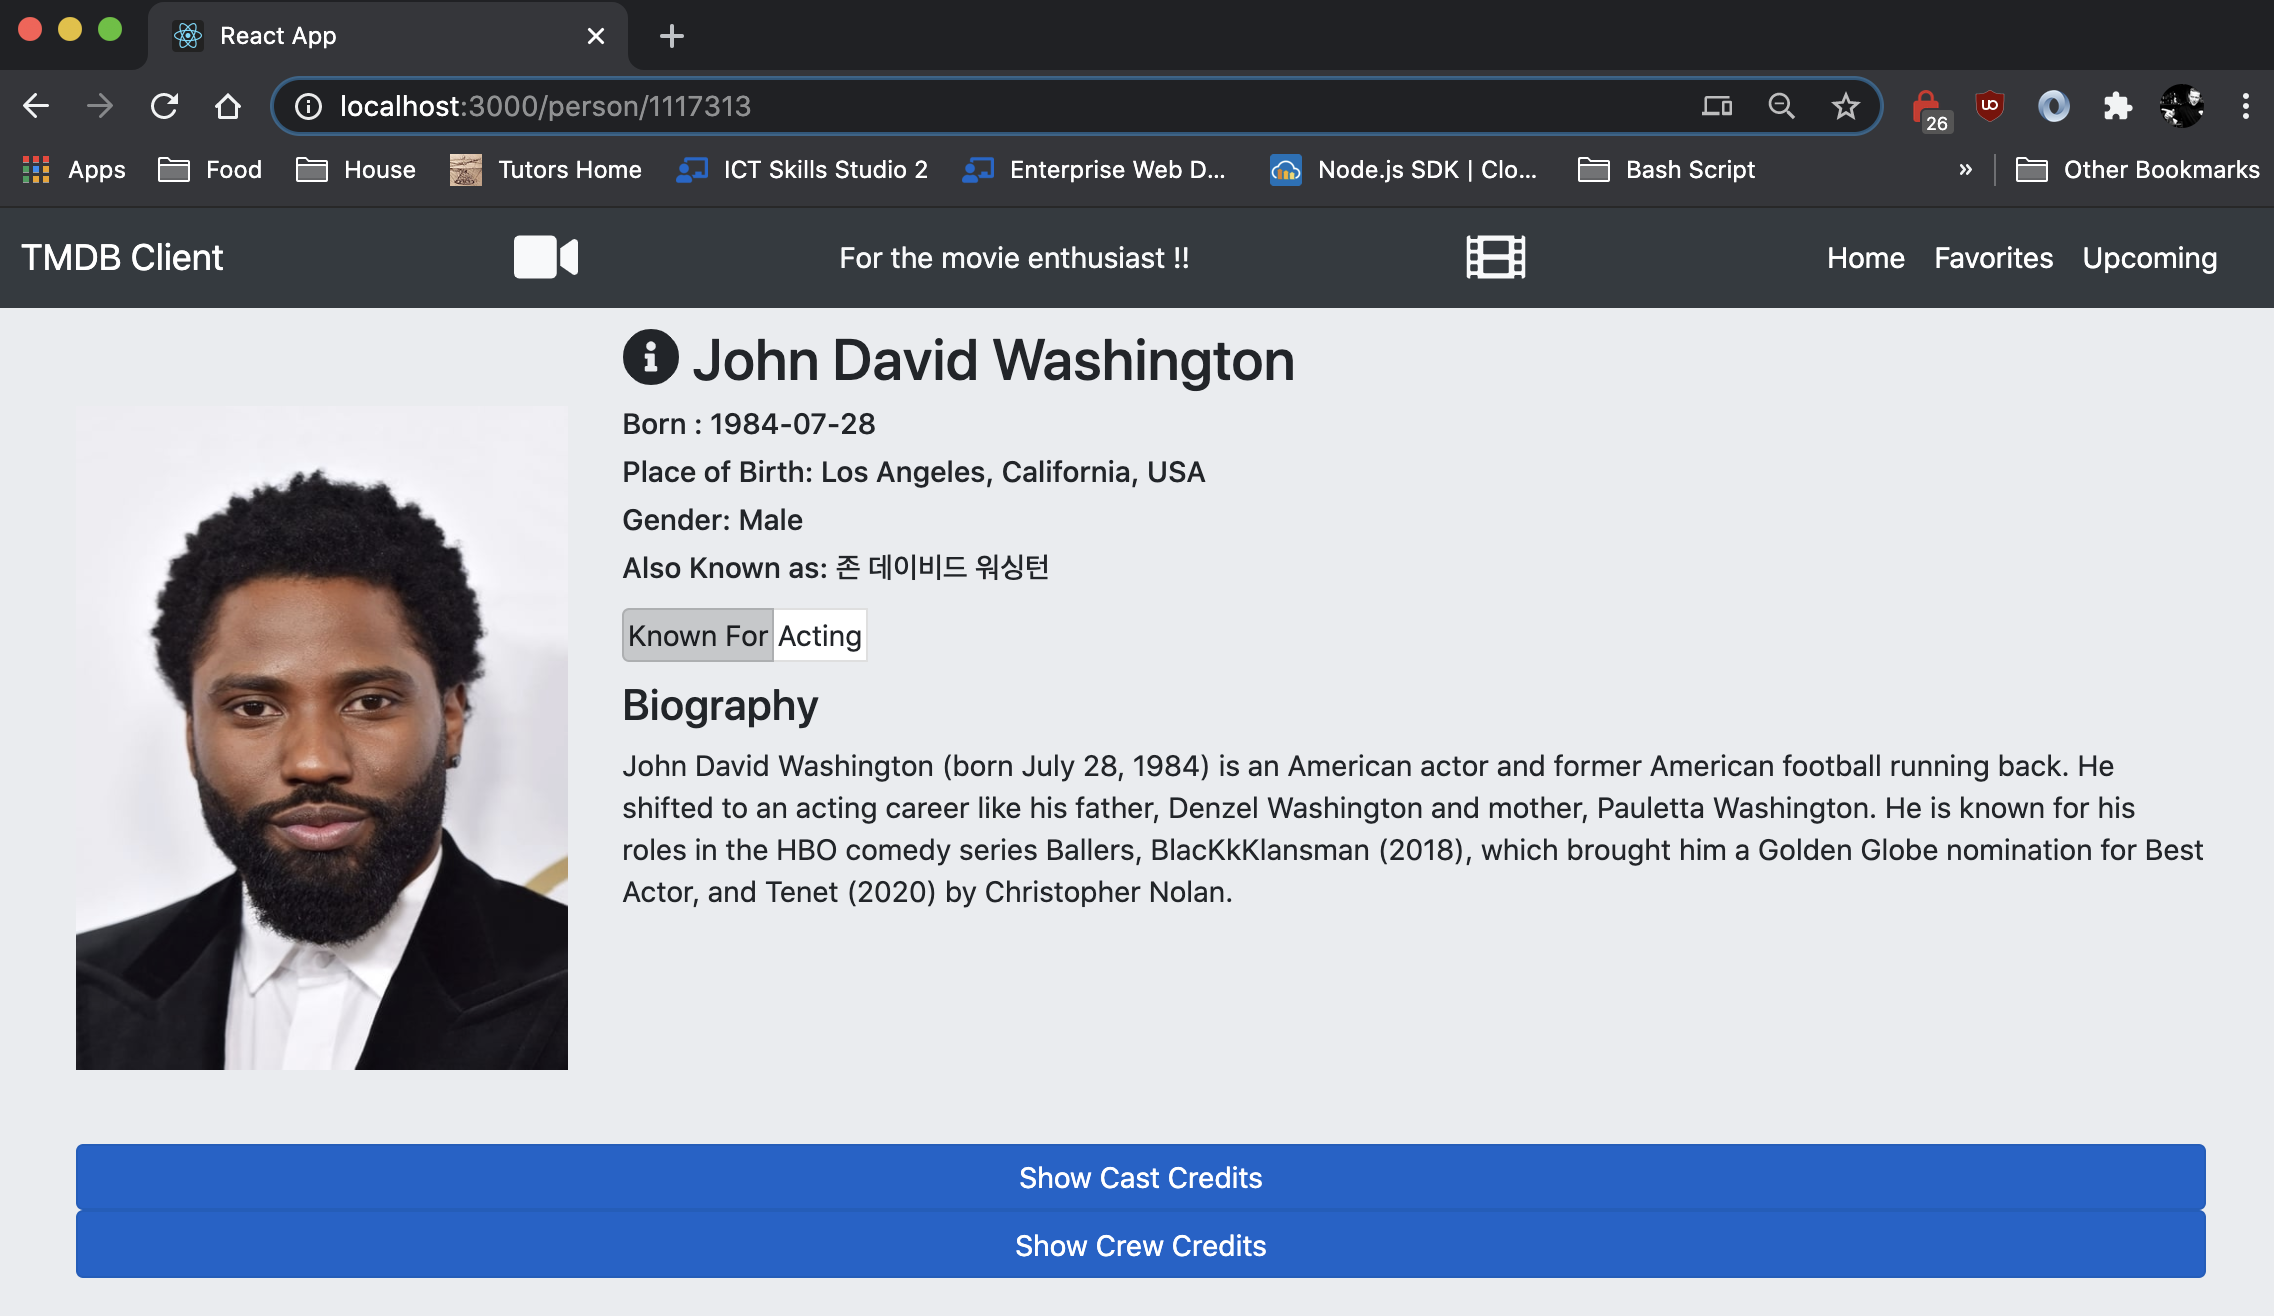 React App
localhost:3000/person/1117313
26
Apps Food House Tutors Home ICT Skills Studio 2 Enterprise Web D... Node.js SDK | Clo... Bash Script » Other Bookmarks
TMDB Client For the movie enthusiast !! Home Favorites Upcoming
John David Washington
Born : 1984-07-28
Place of Birth: Los Angeles, California, USA
Gender: Male
Also Known as: 존 데이비드 워싱턴
Known For Acting
Biography
John David Washington (born July 28, 1984) is an American actor and former American football running back. He
shifted to an acting career like his father, Denzel Washington and mother, Pauletta Washington. He is known for his
roles in the HBO comedy series Ballers, BlacKkKlansman (2018), which brought him a Golden Globe nomination for Best
Actor, and Tenet (2020) by Christopher Nolan.
Show Cast Credits
Show Crew Credits